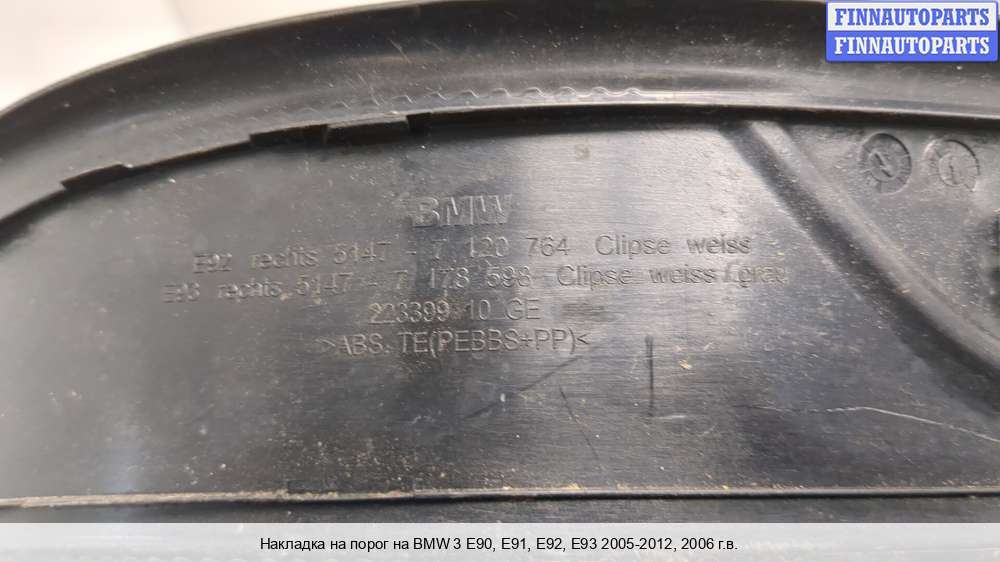 FINNAUTOPARTS
FINNAUTOPARTS
BMW
E92 rechts 5147 - 7 120 764 Clipse weiss
E93 rechts 5147 - 7 178 598 Clipse weiss/grau
223399 10 GE
>ABS. TE(PEBBS+PP)<
Накладка на порог на BMW 3 E90, E91, E92, E93 2005-2012, 2006 г.в.